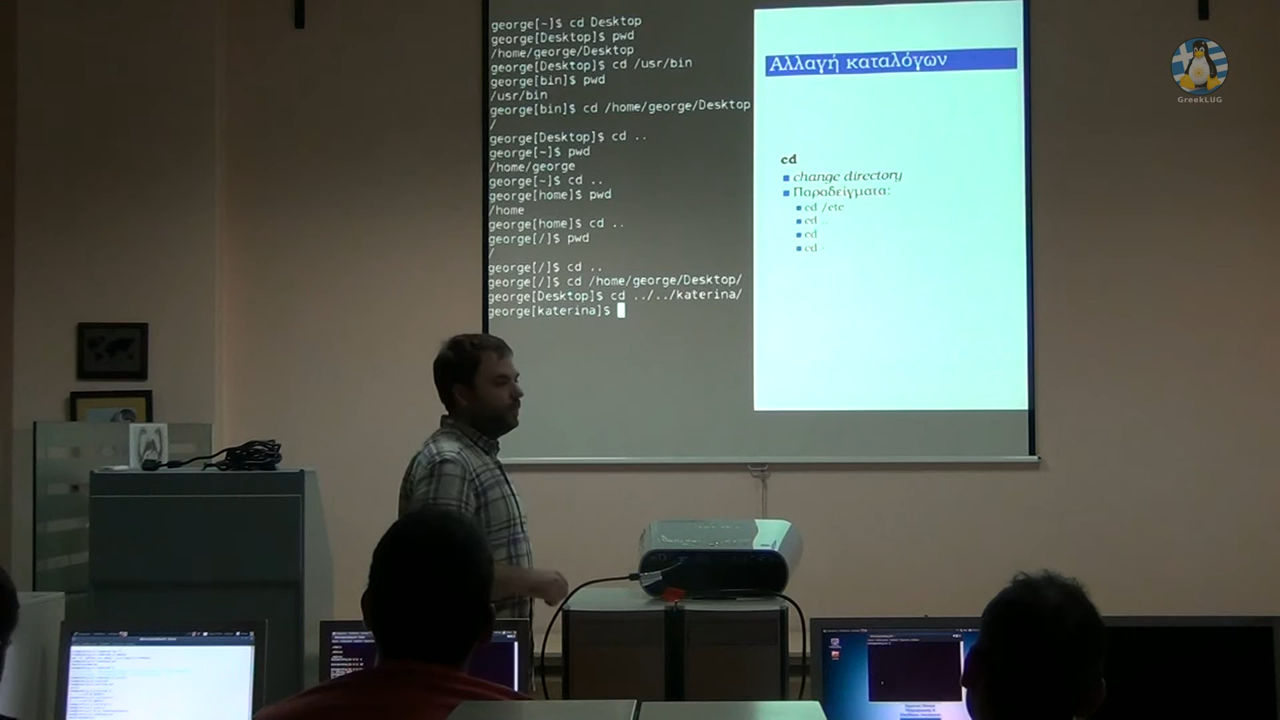 george[~]$ cd Desktop
george[Desktop]$ pwd
/home/george/Desktop
george[Desktop]$ cd /usr/bin
george[bin]$ pwd
/usr/bin
george[bin]$ cd /home/george/Desktop
/
george[Desktop]$ cd ..
george[~]$ pwd
/home/george
george[~]$ cd ..
george[home]$ pwd
/home
george[home]$ cd ..
george[/]$ pwd
/
george[/]$ cd ..
george[/]$ cd /home/george/Desktop/
george[Desktop]$ cd ../../katerina/
george[katerina]$
Αλλαγή καταλόγων
cd
change directory
Παραδείγματα:
cd /etc
cd ..
cd
cd -
GreekLUG